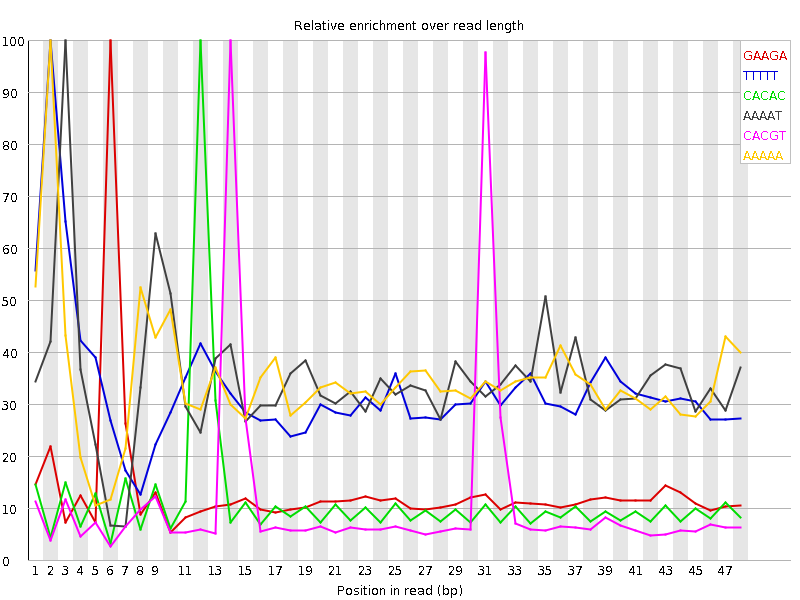 Relative enrichment over read length
100
90
80
70
60
50
40
30
20
10
0
GAAGA
TTTTT
CACAC
AAAAT
CACGT
AAAAA
1 2 3 4 5 6 7 8 9 11 13 15 17 19 21 23 25 27 29 31 33 35 37 39 41 43 45 47
Position in read (bp)